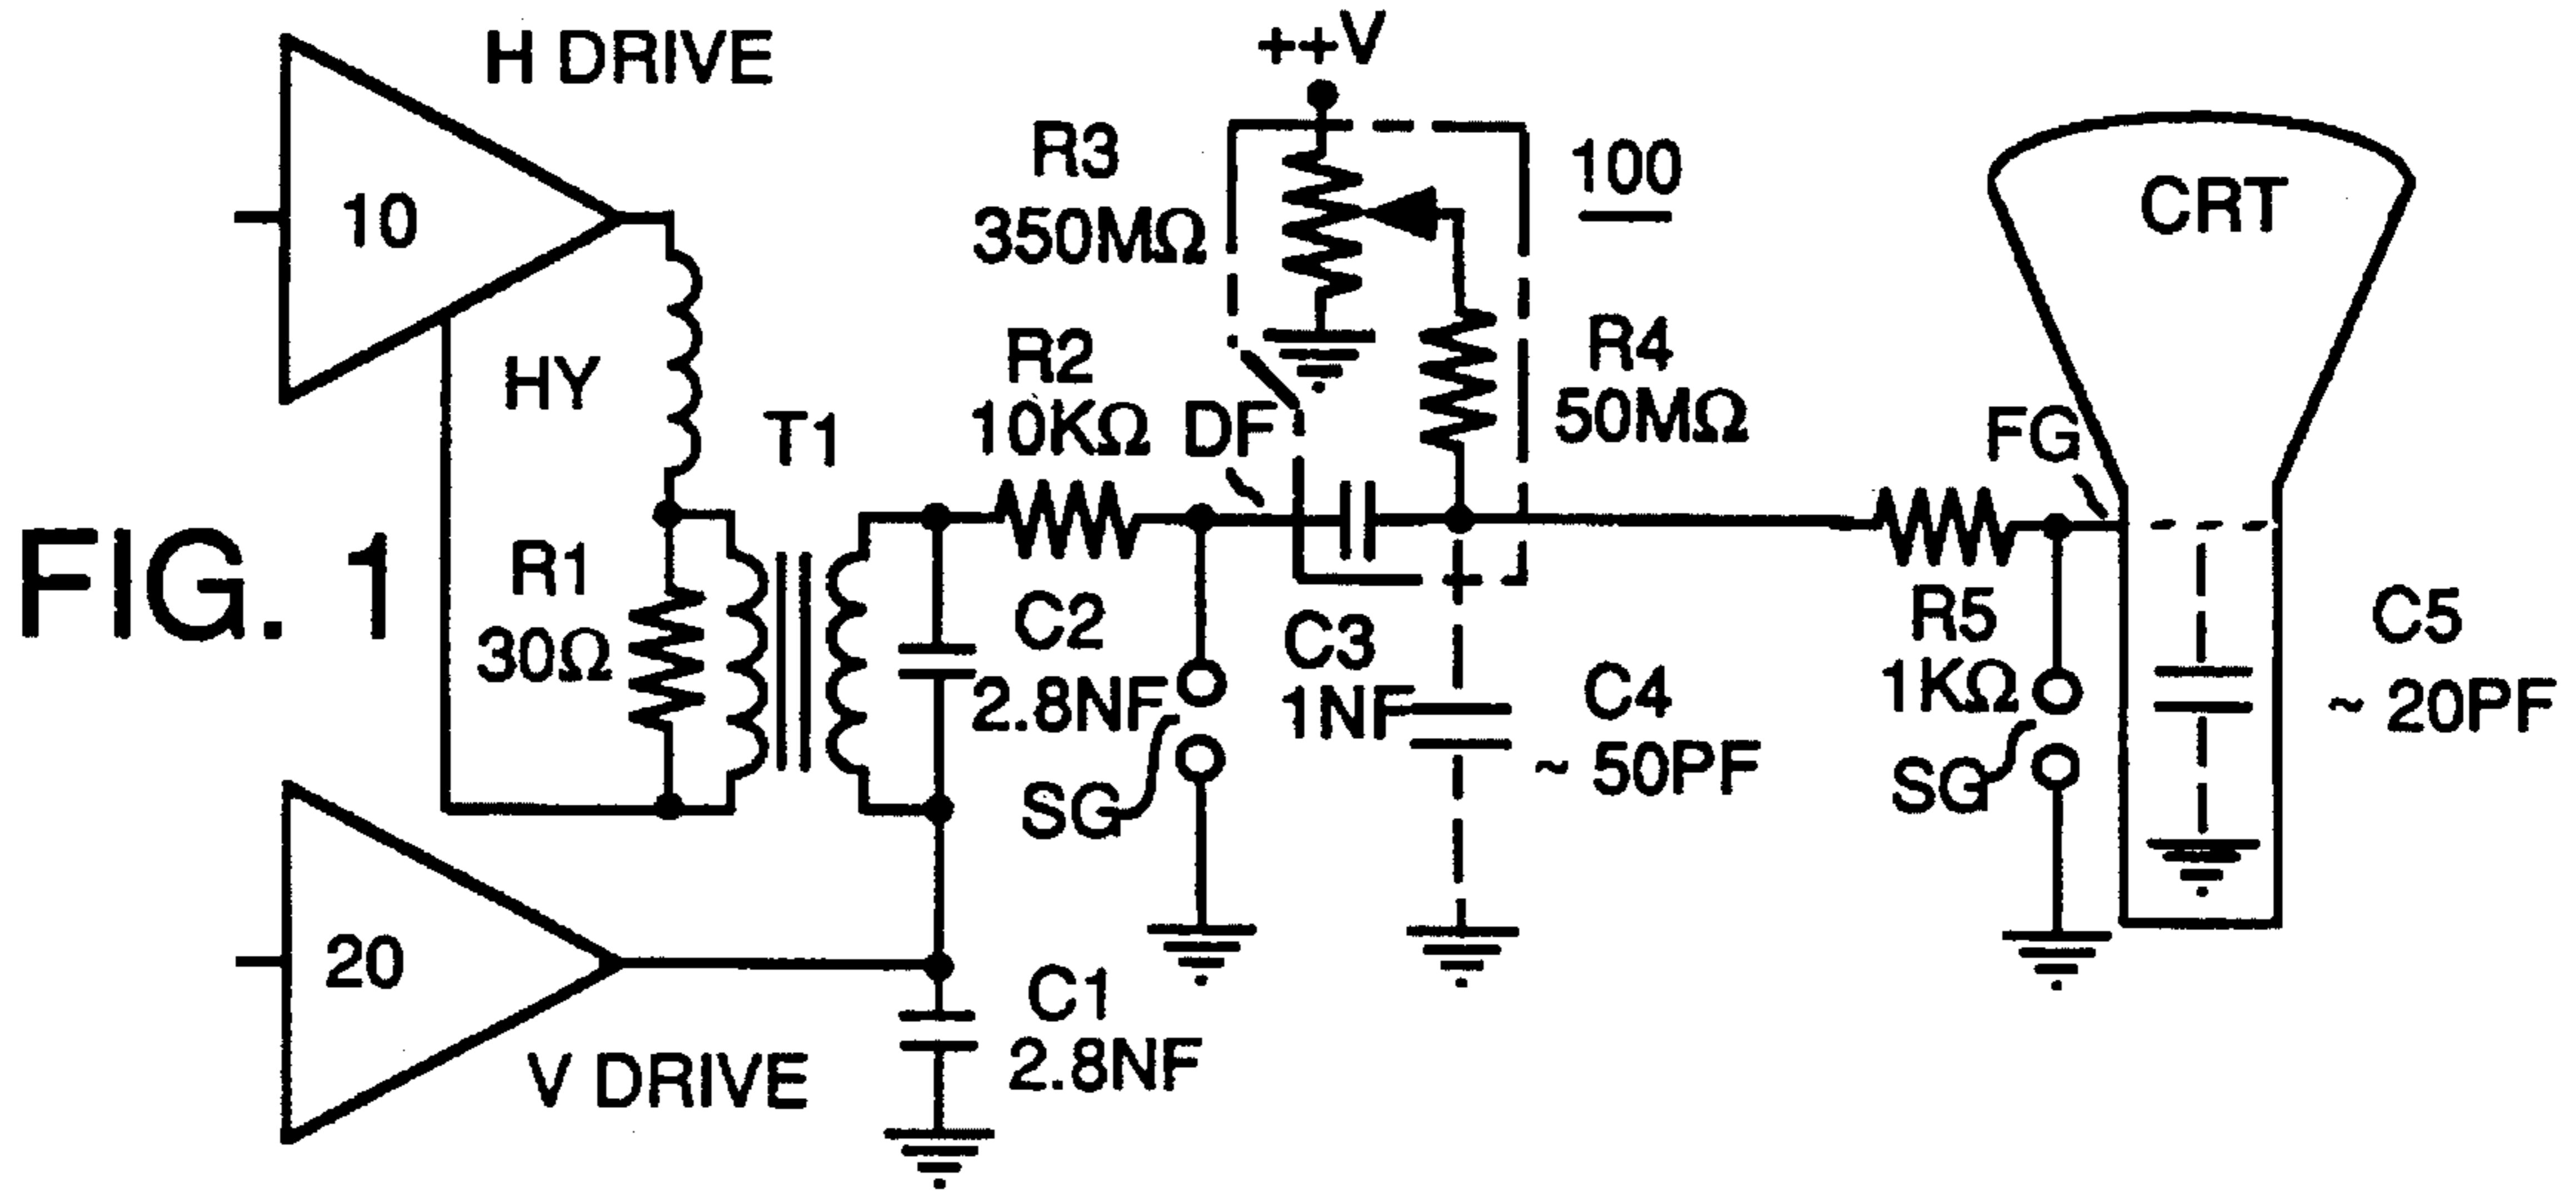 FIG. 1
H DRIVE
10
HY
T1
R1
30Ω
20
V DRIVE
R2
10KΩ
DF
C2
2.8NF
SG
C1
2.8NF
++V
R3
350MΩ
100
R4
50MΩ
C3
1NF
C4
~ 50PF
CRT
FG
R5
1KΩ
SG
C5
~ 20PF